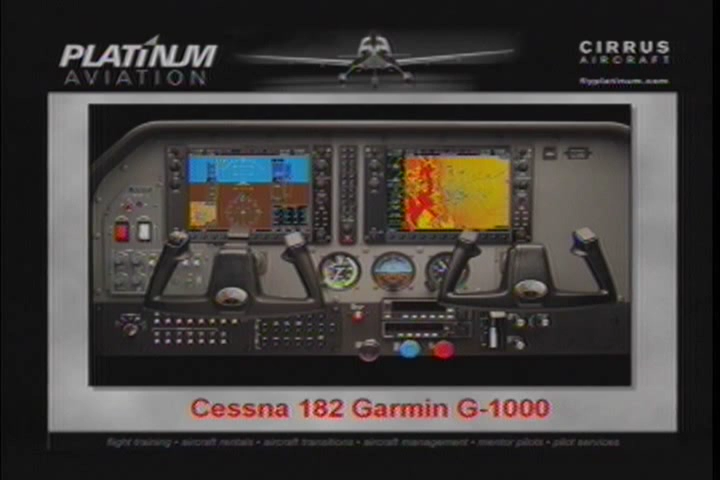 PLATINUM
AVIATION
CIRRUS
AIRCRAFT
flyplatinum.com
Cessna 182 Garmin G-1000
flight training • aircraft rentals • aircraft transitions • aircraft management • mentor pilots • pilot services